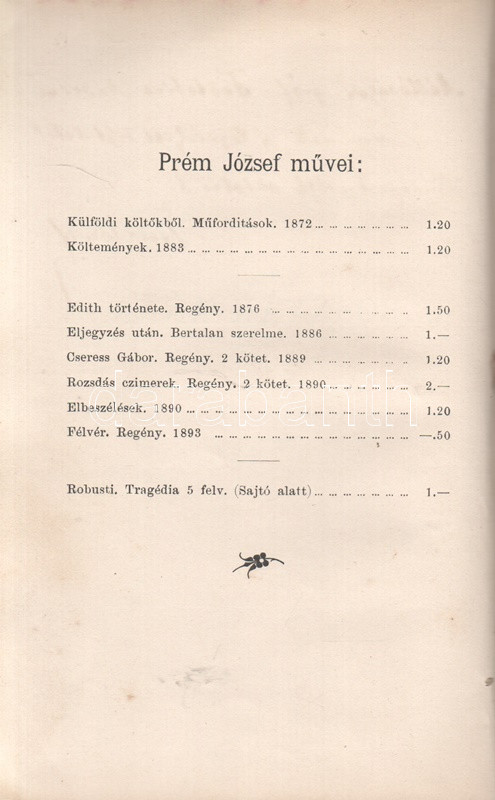 Prém József művei:
Külföldi költőkből. Műforditások. 1872 ... ... ... ... ... ... ... 1.20
Költemények. 1883 ... ... ... ... ... ... ... ... ... ... ... ... ... ... ... 1.20
Edith története. Regény. 1876 ... ... ... ... ... ... ... ... ... ... 1.50
Eljegyzés után. Bertalan szerelme. 1886 ... ... ... ... ... ... 1.—
Cseress Gábor. Regény. 2 kötet. 1889 ... ... ... ... ... ... ... 1.20
Rozsdás czimerek. Regény. 2 kötet. 1890 ... ... ... ... ... ... 2.—
Elbeszélések. 1890 ... ... ... ... ... ... ... ... ... ... ... ... ... ... ... 1.20
Félvér. Regény. 1893 ... ... ... ... ... ... ... ... ... ... ... ... ... —.50
Robusti. Tragédia 5 felv. (Sajtó alatt) ... ... ... ... ... ... ... 1.—
darabanth